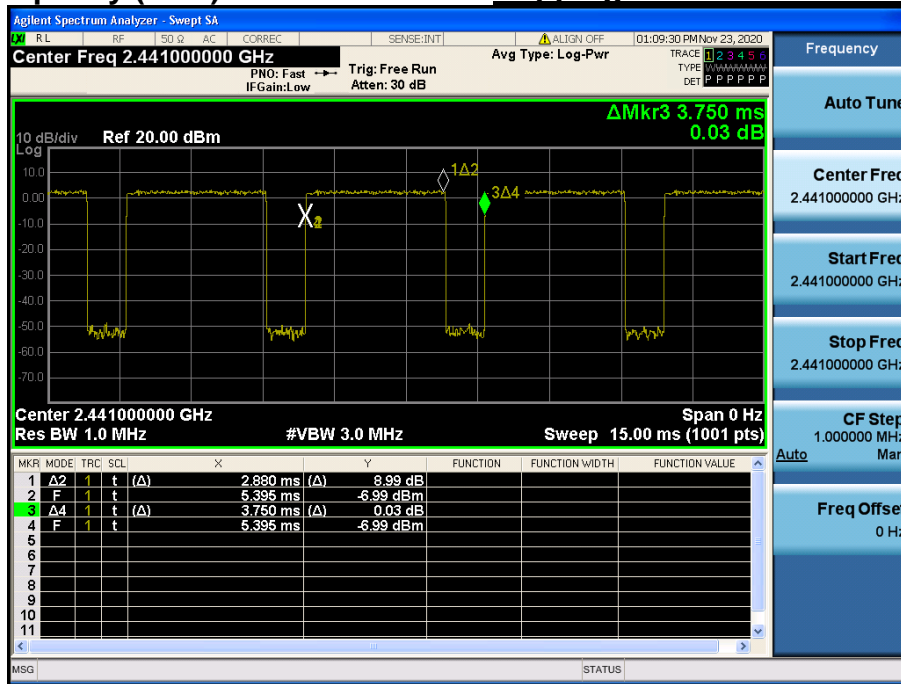 Agilent Spectrum Analyzer - Swept SA
LXI RL RF 50 Ω AC CORREC SENSE:INT ALIGN OFF 01:09:30 PM Nov 23, 2020
Center Freq 2.441000000 GHz
PNO: Fast
IFGain:Low
Trig: Free Run
Atten: 30 dB
Avg Type: Log-Pwr
TRACE 1 2 3 4 5 6
TYPE WWWWWW
DET P P P P P P
ΔMkr3 3.750 ms
0.03 dB
10 dB/div Ref 20.00 dBm
Log
10.0
0.00
-10.0
-20.0
-30.0
-40.0
-50.0
-60.0
-70.0
1Δ2
3Δ4
X
Center 2.441000000 GHz Span 0 Hz
Res BW 1.0 MHz #VBW 3.0 MHz Sweep 15.00 ms (1001 pts)
MKR MODE TRC SCL X Y FUNCTION FUNCTION WIDTH FUNCTION VALUE
1 Δ2 1 t (Δ) 2.880 ms (Δ) 8.99 dB
2 F 1 t 5.395 ms -6.99 dBm
3 Δ4 1 t (Δ) 3.750 ms (Δ) 0.03 dB
4 F 1 t 5.395 ms -6.99 dBm
5
6
7
8
9
10
11
MSG STATUS
Frequency
Auto Tune
Center Freq
2.441000000 GHz
Start Freq
2.441000000 GHz
Stop Freq
2.441000000 GHz
CF Step
1.000000 MHz
Auto Man
Freq Offset
0 Hz